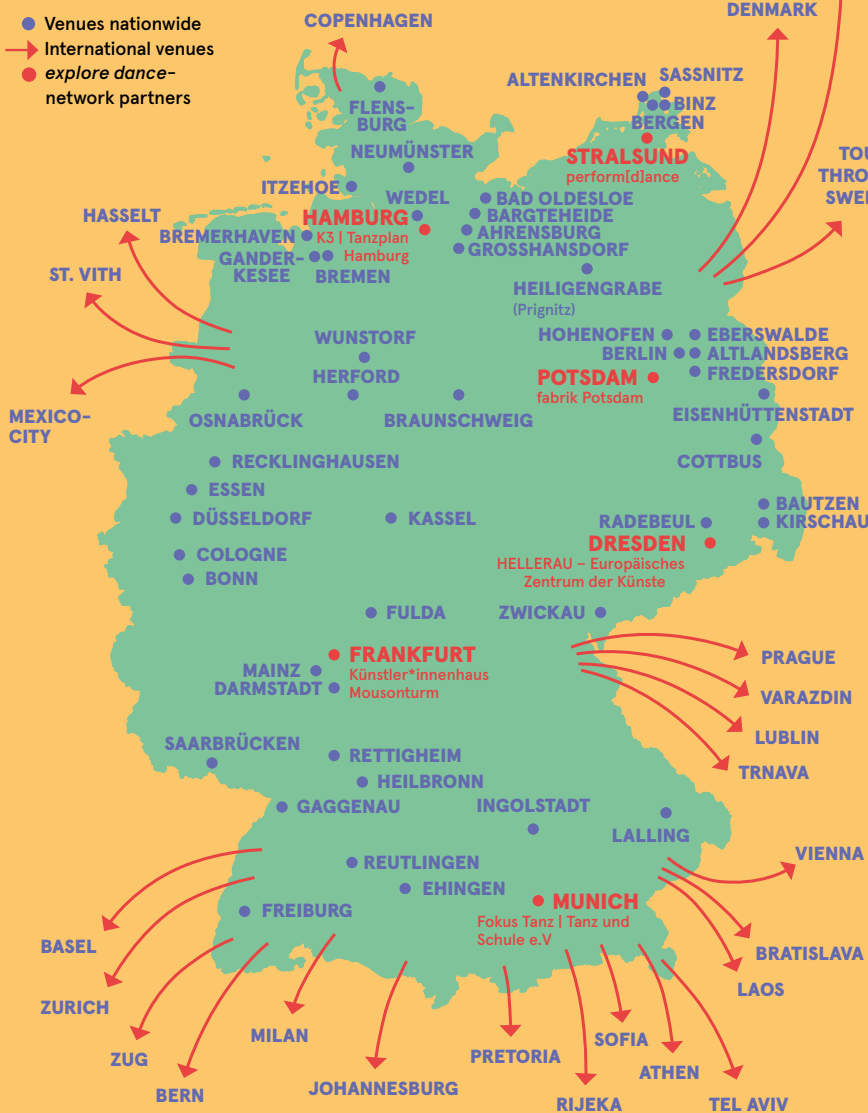 Venues nationwide
International venues
explore dance-
network partners
COPENHAGEN
DENMARK
ALTENKIRCHEN
SASSNITZ
BINZ
BERGEN
FLENS-
BURG
STRALSUND
perform[d]ance
NEUMÜNSTER
ITZEHOE
WEDEL
BAD OLDESLOE
BARGTEHEIDE
AHRENSBURG
GROSSHANSDORF
HASSELT
HAMBURG
K3 | Tanzplan
Hamburg
BREMERHAVEN
GANDER-
KESEE
BREMEN
ST. VITH
HEILIGENGRABE
(Prignitz)
WUNSTORF
HERFORD
HOHENOFEN
EBERSWALDE
BERLIN
ALTLANDSBERG
FREDERSDORF
POTSDAM
fabrik Potsdam
MEXICO-
CITY
OSNABRÜCK
BRAUNSCHWEIG
EISENHÜTTENSTADT
COTTBUS
RECKLINGHAUSEN
ESSEN
DÜSSELDORF
KASSEL
BAUTZEN
KIRSCHAU
RADEBEUL
DRESDEN
HELLERAU – Europäisches
Zentrum der Künste
COLOGNE
BONN
FULDA
ZWICKAU
FRANKFURT
Künstler*innenhaus
Mousonturm
MAINZ
DARMSTADT
PRAGUE
VARAZDIN
LUBLIN
TRNAVA
SAARBRÜCKEN
RETTIGHEIM
HEILBRONN
GAGGENAU
INGOLSTADT
LALLING
VIENNA
REUTLINGEN
EHINGEN
MUNICH
Fokus Tanz | Tanz und
Schule e.V
FREIBURG
BASEL
BRATISLAVA
LAOS
ZURICH
MILAN
SOFIA
ZUG
PRETORIA
ATHEN
BERN
JOHANNESBURG
RIJEKA
TEL AVIV